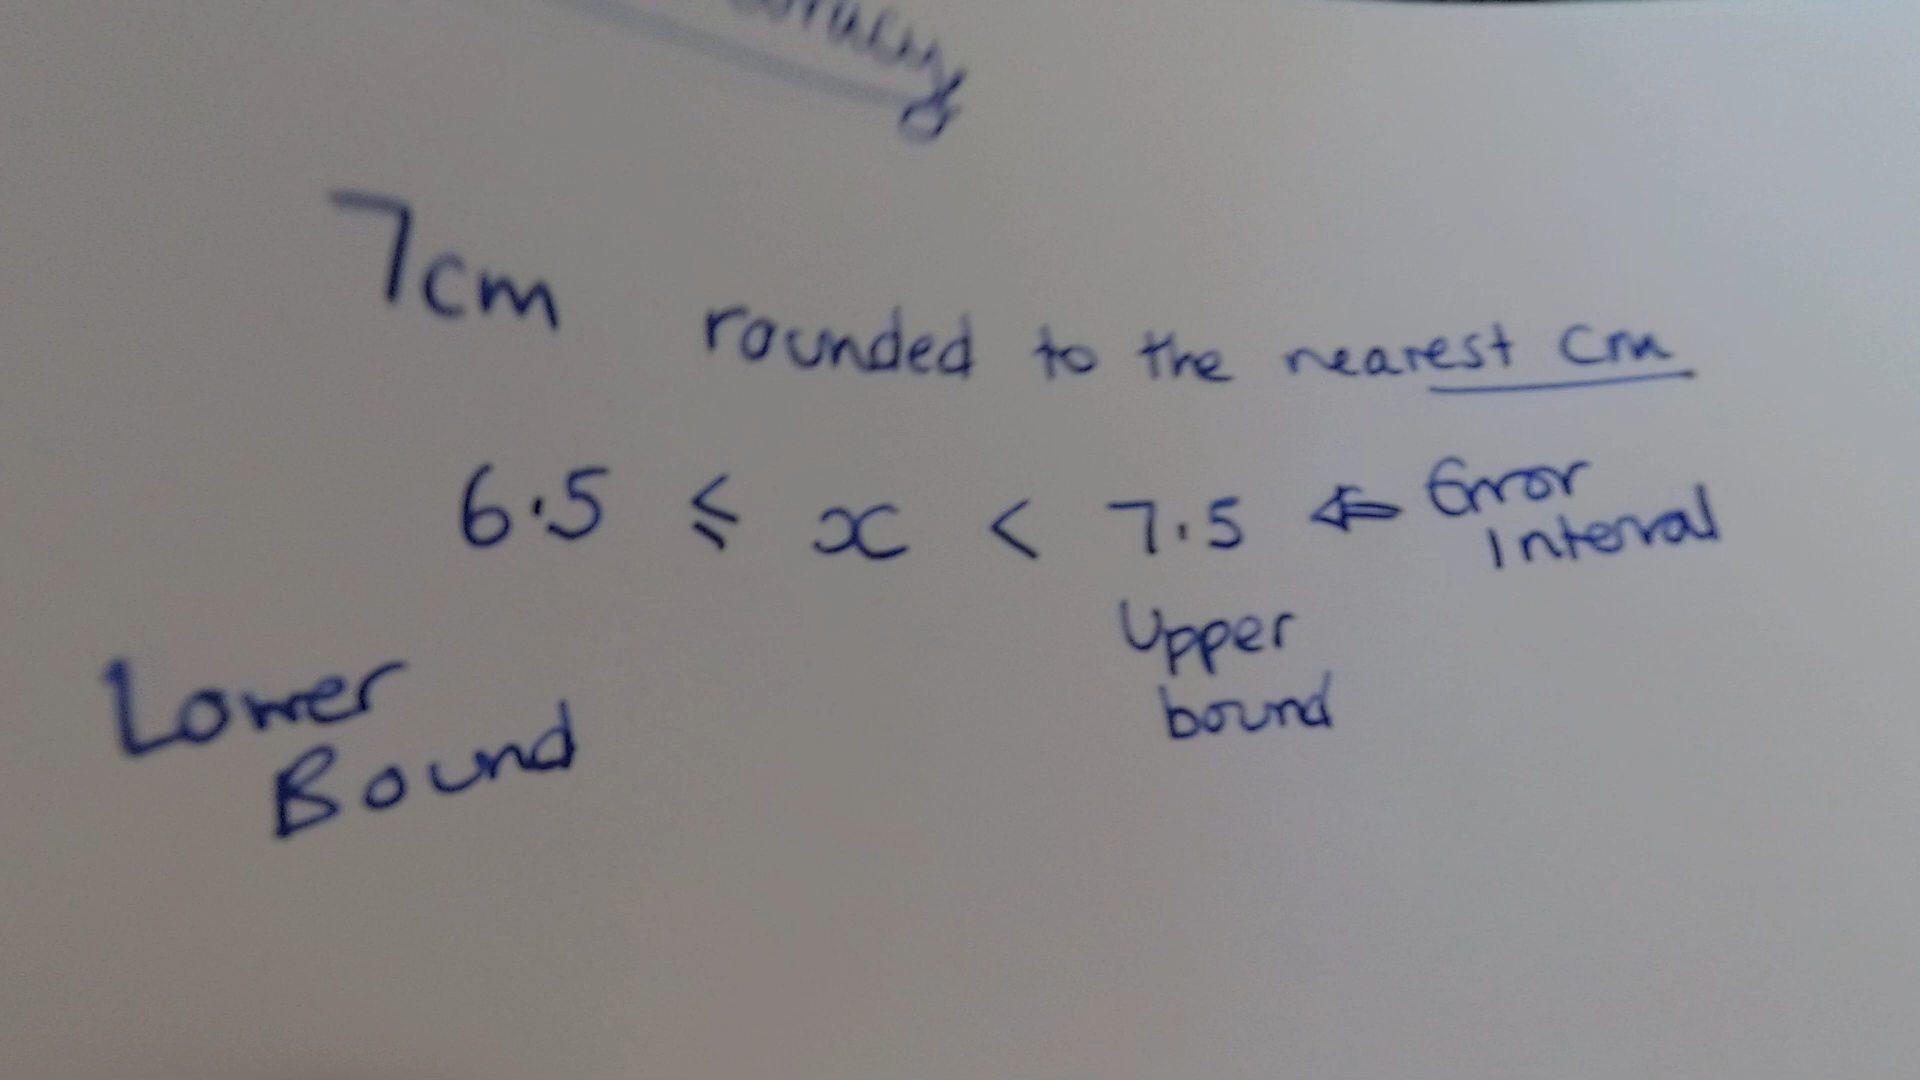 7cm rounded to the nearest cm
6.5 ≤ x < 7.5 ⇐ Error
Interval
Upper
bound
Lower
Bound